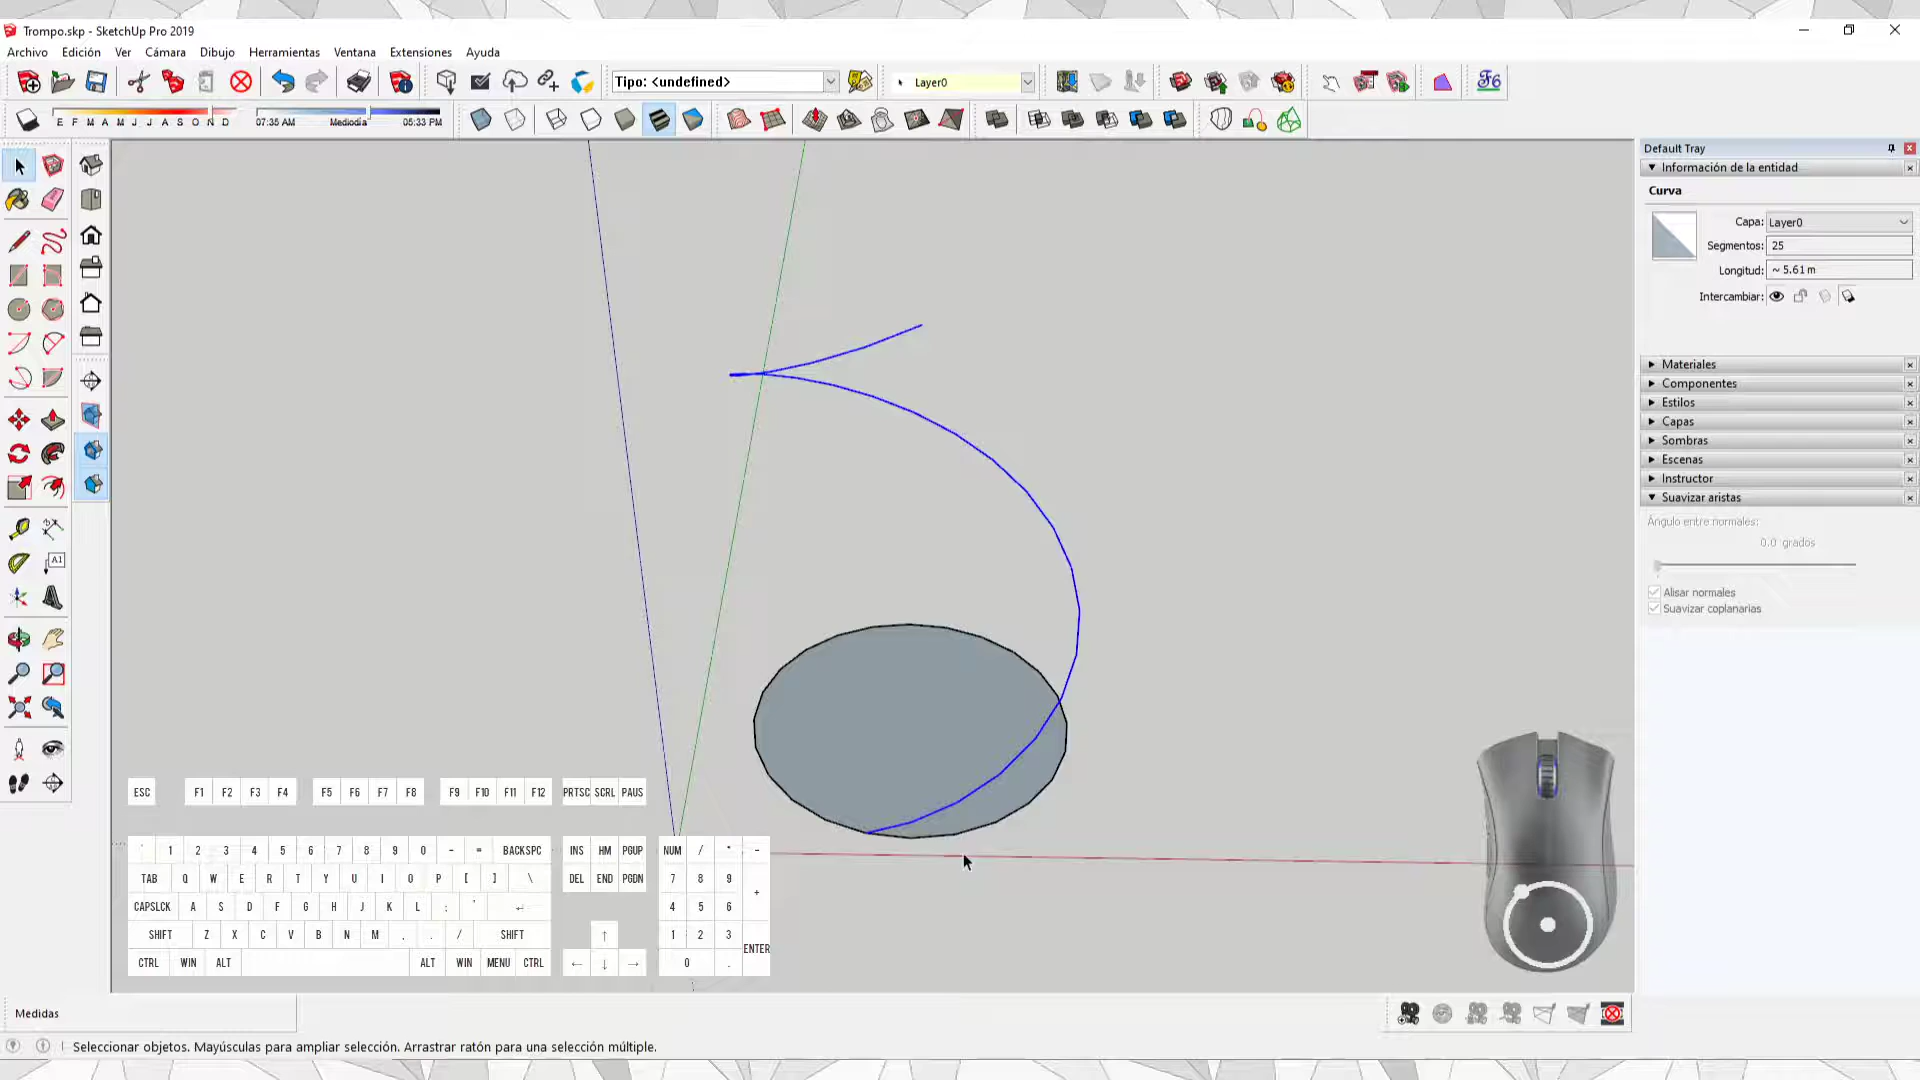 Trompo.skp - SketchUp Pro 2019
Archivo Edición Ver Cámara Dibujo Herramientas Ventana Extensiones Ayuda
Tipo: <undefined>
Layer0
E F M A M J J A S O N D
07:35 AM Mediodía 05:33 PM
Default Tray
Información de la entidad
Curva
Capa: Layer0
Segmentos: 25
Longitud: ~ 5.61 m
Intercambiar:
Materiales
Componentes
Estilos
Capas
Sombras
Escenas
Instructor
Suavizar aristas
Ángulo entre normales:
0.0 grados
Alisar normales
Suavizar coplanarias
ESC F1 F2 F3 F4 F5 F6 F7 F8 F9 F10 F11 F12 PRTSC SCRL PAUS
1 2 3 4 5 6 7 8 9 0 - = BACKSPC INS HM PGUP NUM / * -
TAB Q W E R T Y U I O P [ ] \ DEL END PGDN 7 8 9 +
CAPSLCK A S D F G H J K L ; ' ↵ 4 5 6
SHIFT Z X C V B N M , . / SHIFT ↑ 1 2 3 ENTER
CTRL WIN ALT ALT WIN MENU CTRL ← ↓ → 0 .
Medidas
Seleccionar objetos. Mayúsculas para ampliar selección. Arrastrar ratón para una selección múltiple.